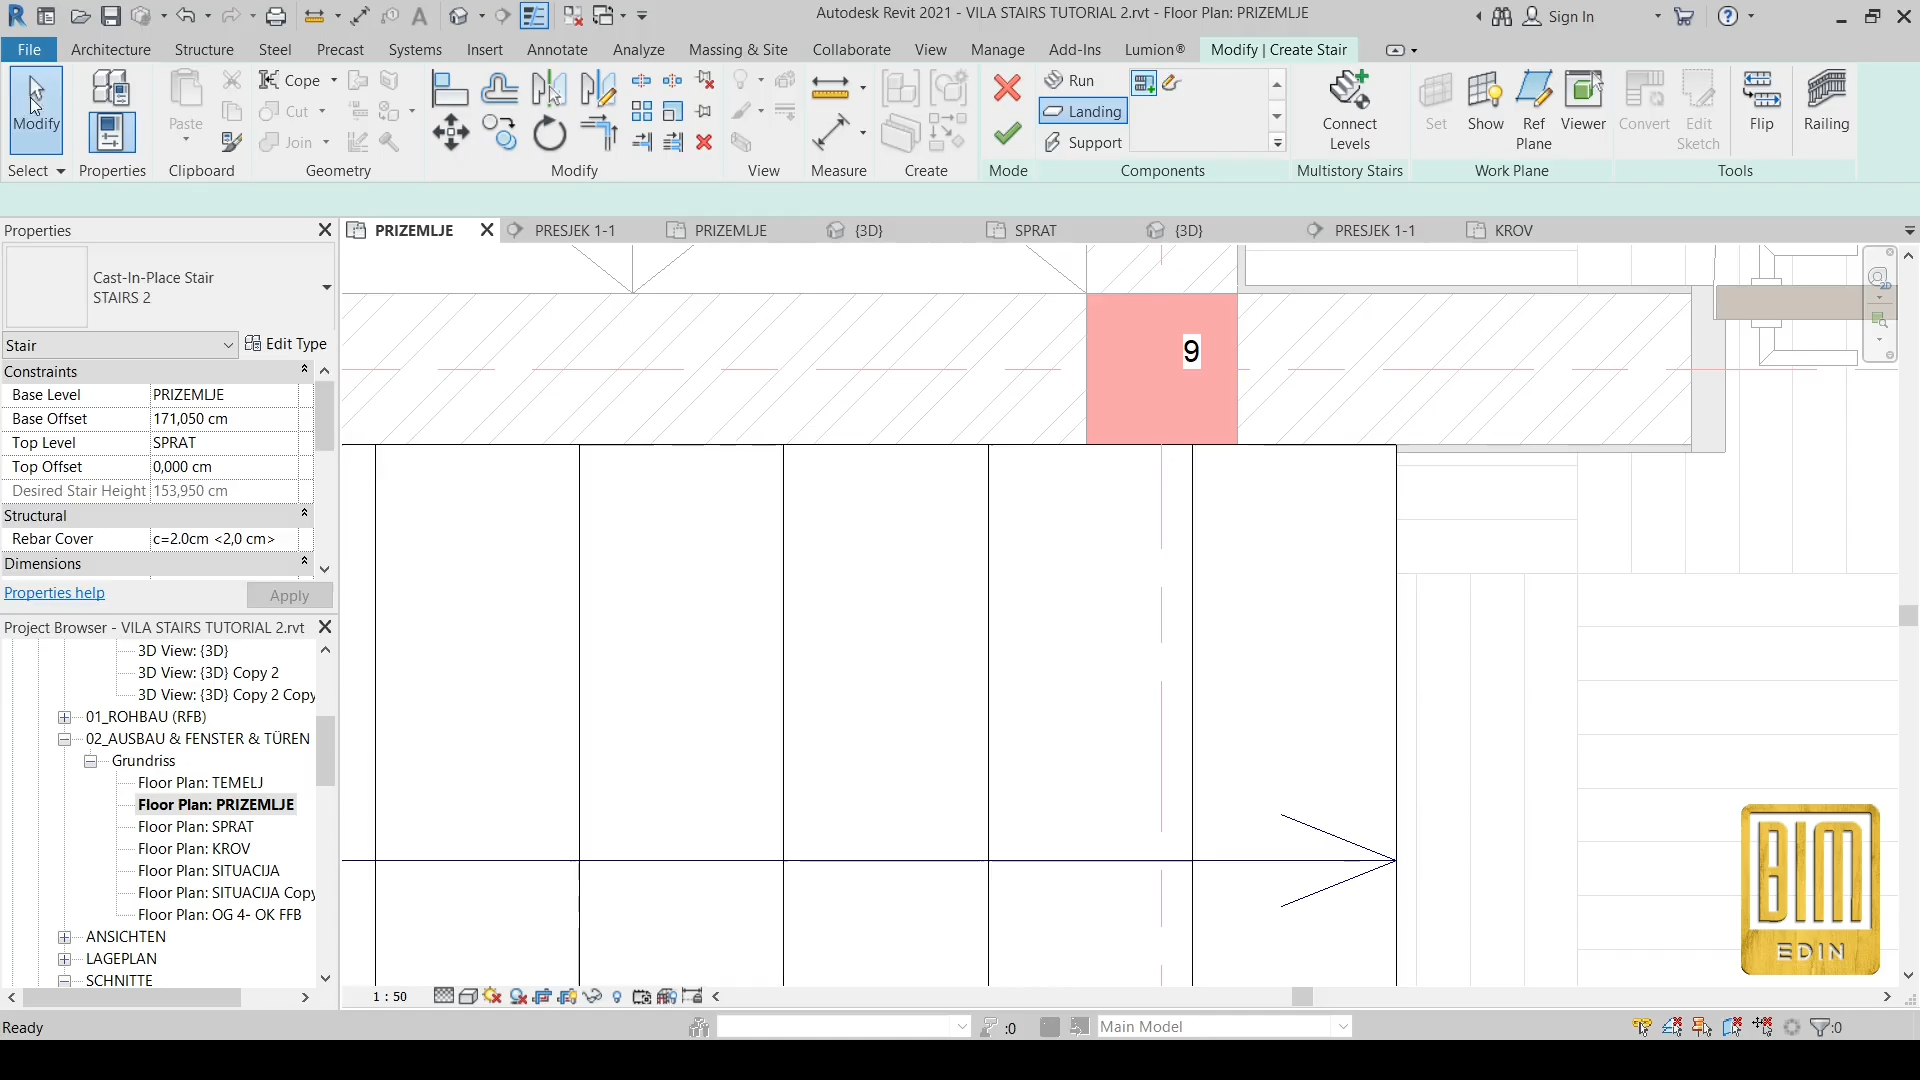 Autodesk Revit 2021 - VILA STAIRS TUTORIAL 2.rvt - Floor Plan: PRIZEMLJE
Sign In
File Architecture Structure Steel Precast Systems Insert Annotate Analyze Massing & Site Collaborate View Manage Add-Ins Lumion® Modify | Create Stair
Modify
Paste
Cope
Cut
Join
Run
Landing
Support
Connect Levels
Set
Show
Ref Plane
Viewer
Convert
Edit Sketch
Flip
Railing
Select Properties Clipboard Geometry Modify View Measure Create Mode Components Multistory Stairs Work Plane Tools
Properties
PRIZEMLJE PRESJEK 1-1 PRIZEMLJE {3D} SPRAT {3D} PRESJEK 1-1 KROV
Cast-In-Place Stair
STAIRS 2
Stair Edit Type
Constraints
Base Level PRIZEMLJE
Base Offset 171,050 cm
Top Level SPRAT
Top Offset 0,000 cm
Desired Stair Height 153,950 cm
Structural
Rebar Cover c=2.0cm <2,0 cm>
Dimensions
Properties help Apply
Project Browser - VILA STAIRS TUTORIAL 2.rvt
3D View: {3D}
3D View: {3D} Copy 2
3D View: {3D} Copy 2 Copy
01_ROHBAU (RFB)
02_AUSBAU & FENSTER & TÜREN
Grundriss
Floor Plan: TEMELJ
Floor Plan: PRIZEMLJE
Floor Plan: SPRAT
Floor Plan: KROV
Floor Plan: SITUACIJA
Floor Plan: SITUACIJA Copy
Floor Plan: OG 4- OK FFB
ANSICHTEN
LAGEPLAN
SCHNITTE
9
2D
BIM
EDIN
1 : 50
Ready
:0
Main Model
:0